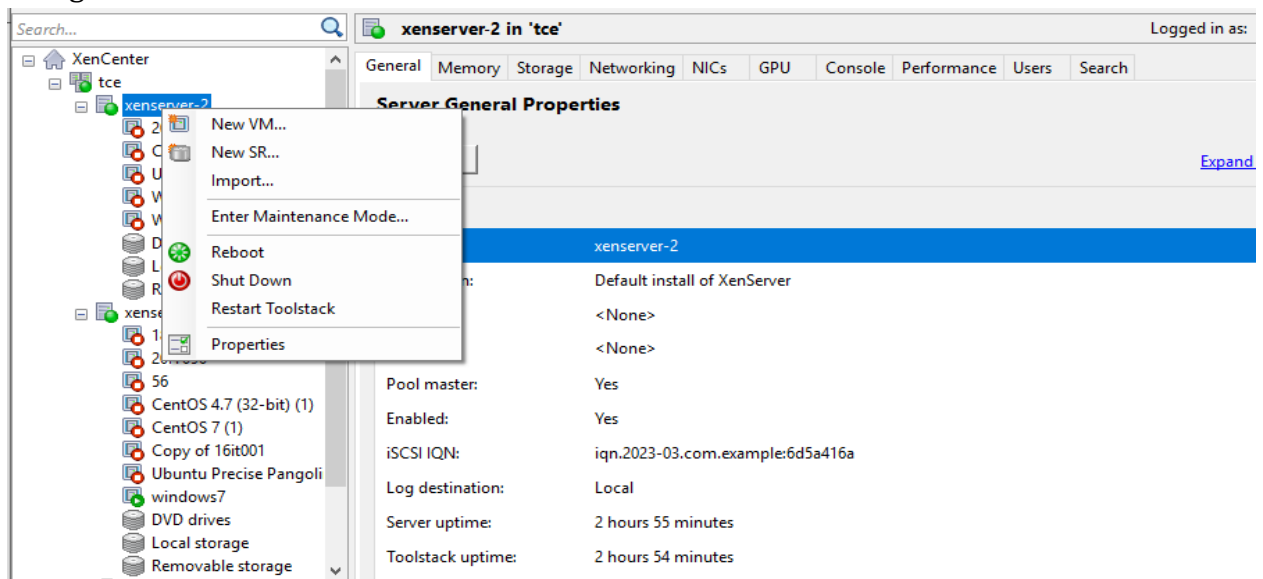 Search...
xenserver-2 in 'tce'
Logged in as:
XenCenter
tce
xenserver-2
General Memory Storage Networking NICs GPU Console Performance Users Search
Server General Properties
Expand
New VM...
New SR...
Import...
Enter Maintenance Mode...
Reboot
Shut Down
Restart Toolstack
Properties
xenserver-2
Default install of XenServer
<None>
<None>
56
Pool master: Yes
CentOS 4.7 (32-bit) (1)
Enabled: Yes
CentOS 7 (1)
Copy of 16it001
iSCSI IQN: iqn.2023-03.com.example:6d5a416a
Ubuntu Precise Pangoli
Log destination: Local
windows7
DVD drives
Server uptime: 2 hours 55 minutes
Local storage
Toolstack uptime: 2 hours 54 minutes
Removable storage